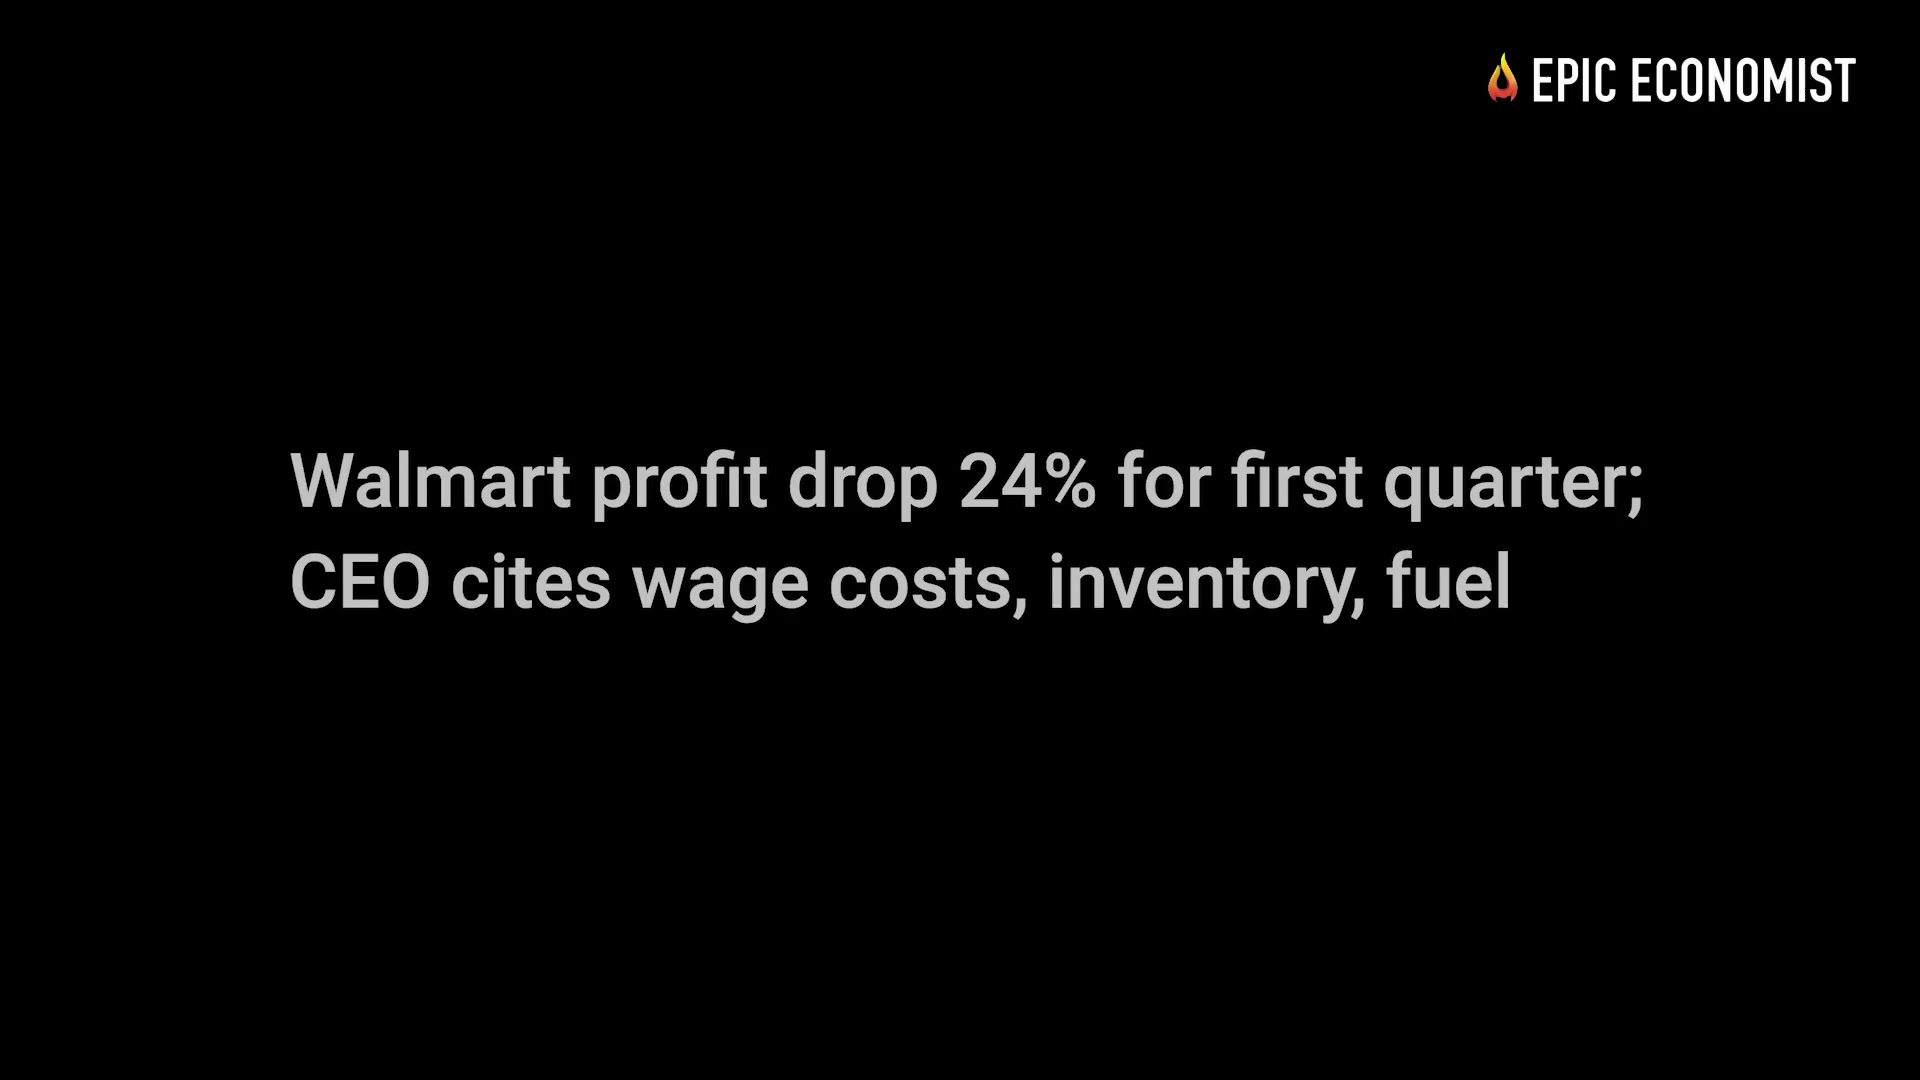 EPIC ECONOMIST
Walmart profit drop 24% for first quarter;
CEO cites wage costs, inventory, fuel